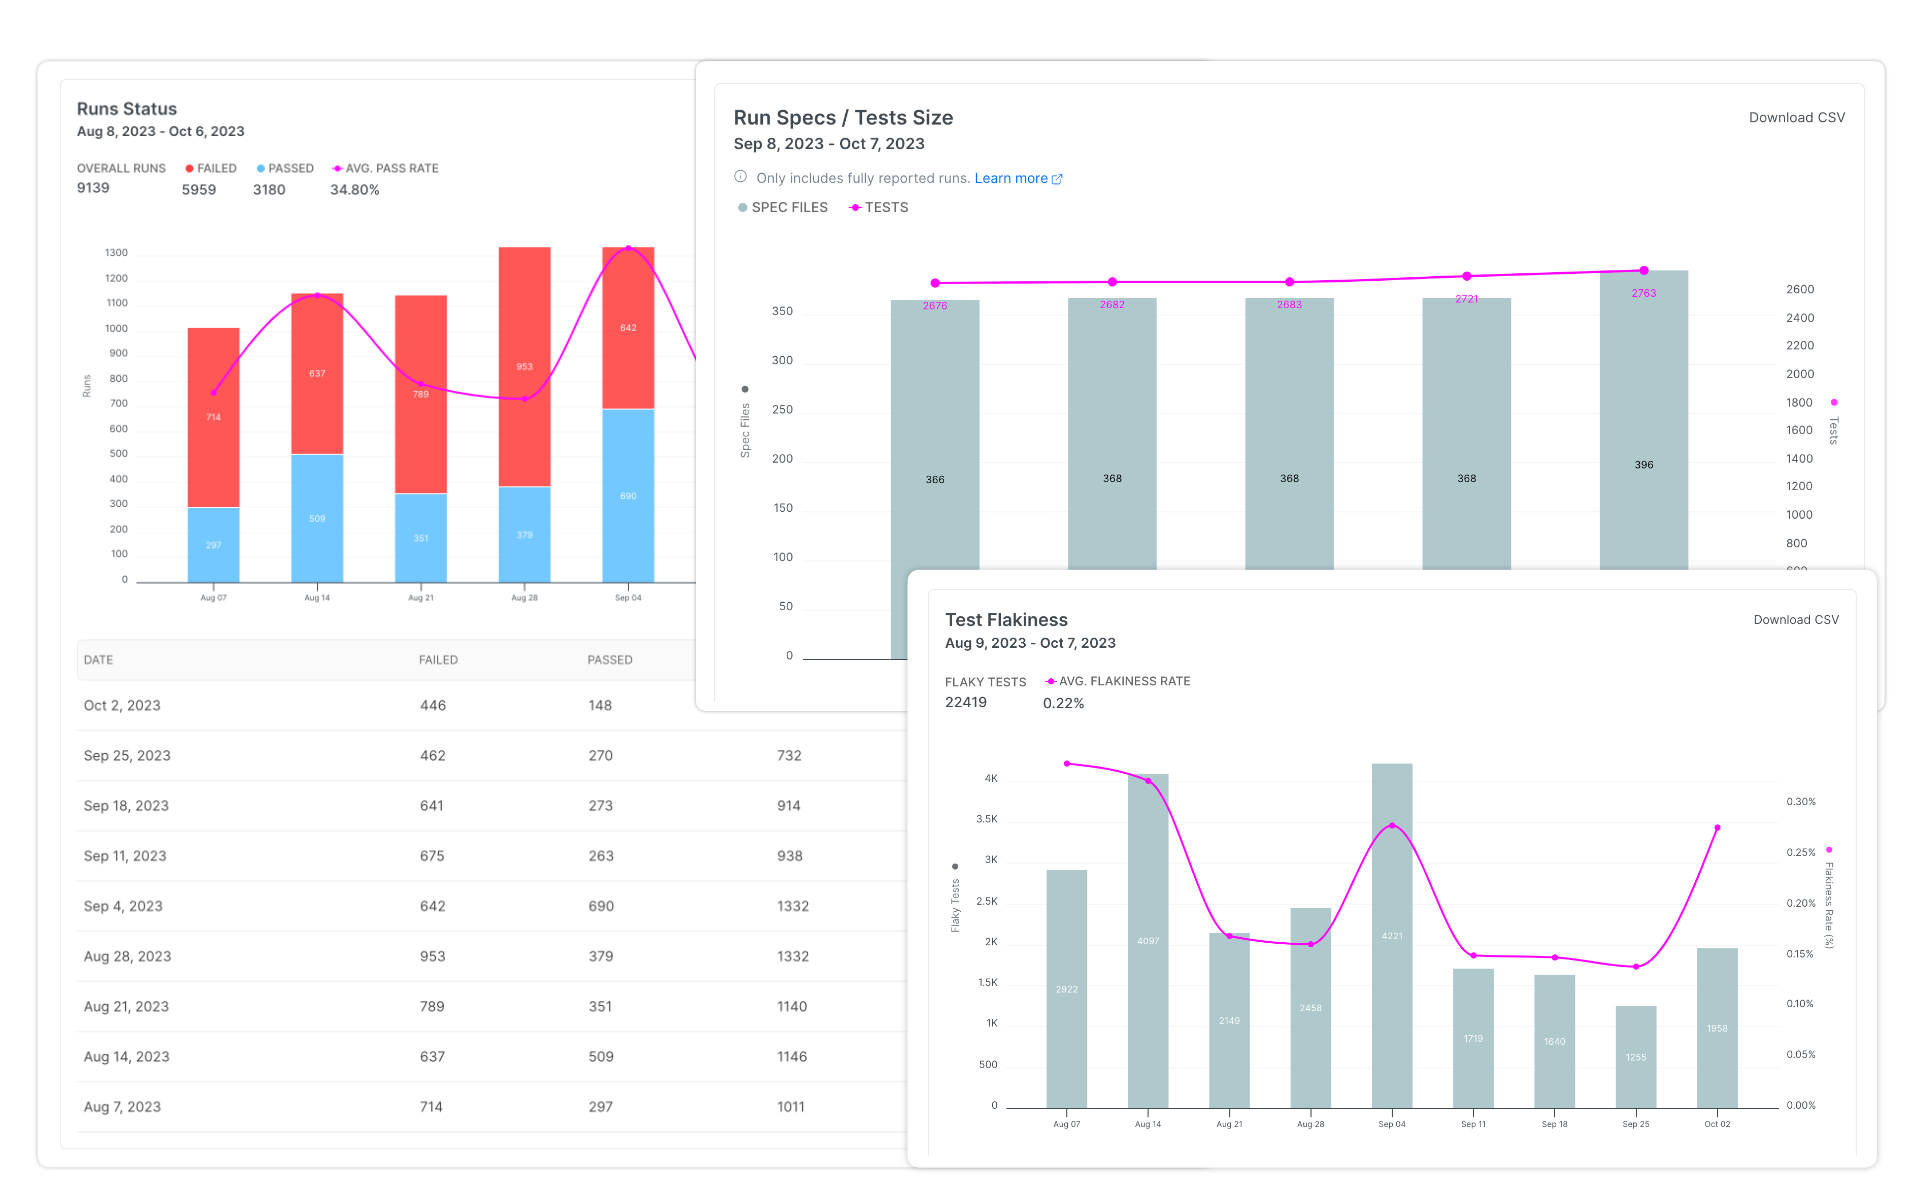 Runs Status
Aug 8, 2023 - Oct 6, 2023
OVERALL RUNS FAILED PASSED AVG. PASS RATE
9139 5959 3180 34.80%
1300
1200
1100
1000
900
800
700
600
500
400
300
200
100
0
Runs
714
297
637
509
789
351
953
379
642
690
Aug 07 Aug 14 Aug 21 Aug 28 Sep 04
DATE FAILED PASSED
Oct 2, 2023 446 148
Sep 25, 2023 462 270 732
Sep 18, 2023 641 273 914
Sep 11, 2023 675 263 938
Sep 4, 2023 642 690 1332
Aug 28, 2023 953 379 1332
Aug 21, 2023 789 351 1140
Aug 14, 2023 637 509 1146
Aug 7, 2023 714 297 1011
Run Specs / Tests Size
Download CSV
Sep 8, 2023 - Oct 7, 2023
Only includes fully reported runs. Learn more
SPEC FILES TESTS
350
300
250
200
150
100
50
0
Spec Files
2676 2682 2683 2721 2763
366 368 368 368 396
2600
2400
2200
2000
1800
1600
1400
1200
1000
800
Tests
Test Flakiness
Download CSV
Aug 9, 2023 - Oct 7, 2023
FLAKY TESTS AVG. FLAKINESS RATE
22419 0.22%
4K
3.5K
3K
2.5K
2K
1.5K
1K
500
0
Flaky Tests
2922 4097 2149 2458 4221 1719 1640 1255 1958
0.30%
0.25%
0.20%
0.15%
0.10%
0.05%
0.00%
Flakiness Rate (%)
Aug 07 Aug 14 Aug 21 Aug 28 Sep 04 Sep 11 Sep 18 Sep 25 Oct 02